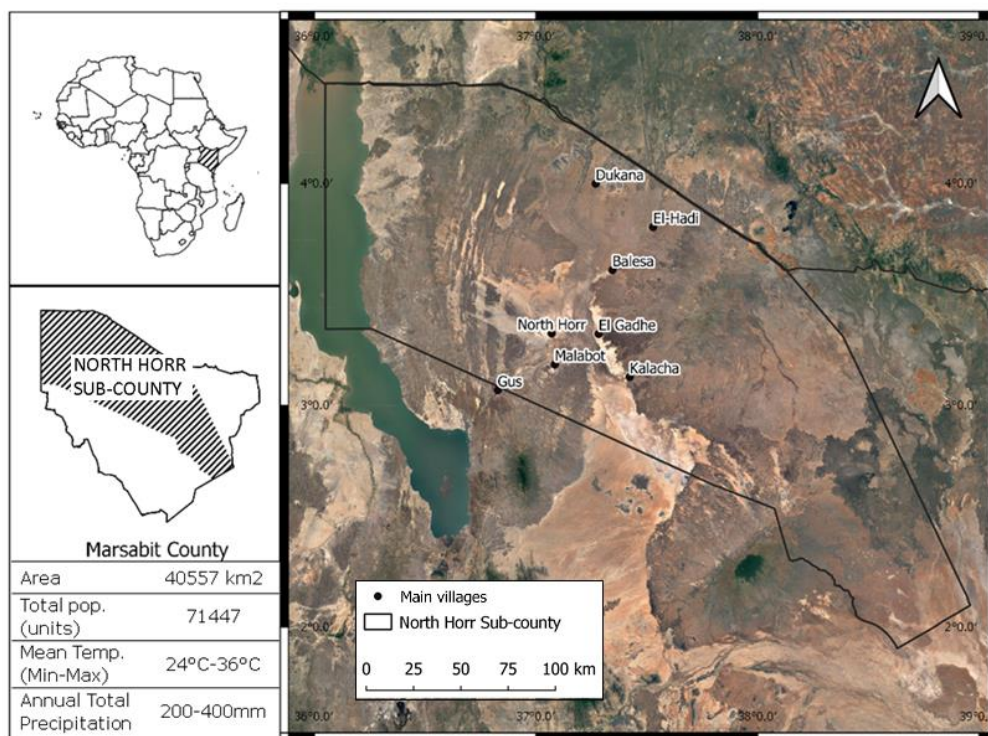 NORTH HORR
SUB-COUNTY
Marsabit County
Area 40557 km2
Total pop.
(units) 71447
Mean Temp.
(Min-Max) 24°C-36°C
Annual Total
Precipitation 200-400mm
36°0.0' 37°0.0' 38°0.0' 39°0.0'
4°0.0' 4°0.0'
Dukana
El-Hadi
Balesa
North Horr
El Gadhe
Malabot
Kalacha
Gus
3°0.0' 3°0.0'
Main villages
North Horr Sub-county
0 25 50 75 100 km
2°0.0' 2°0.0'
36°0.0' 37°0.0' 38°0.0' 39°0.0'